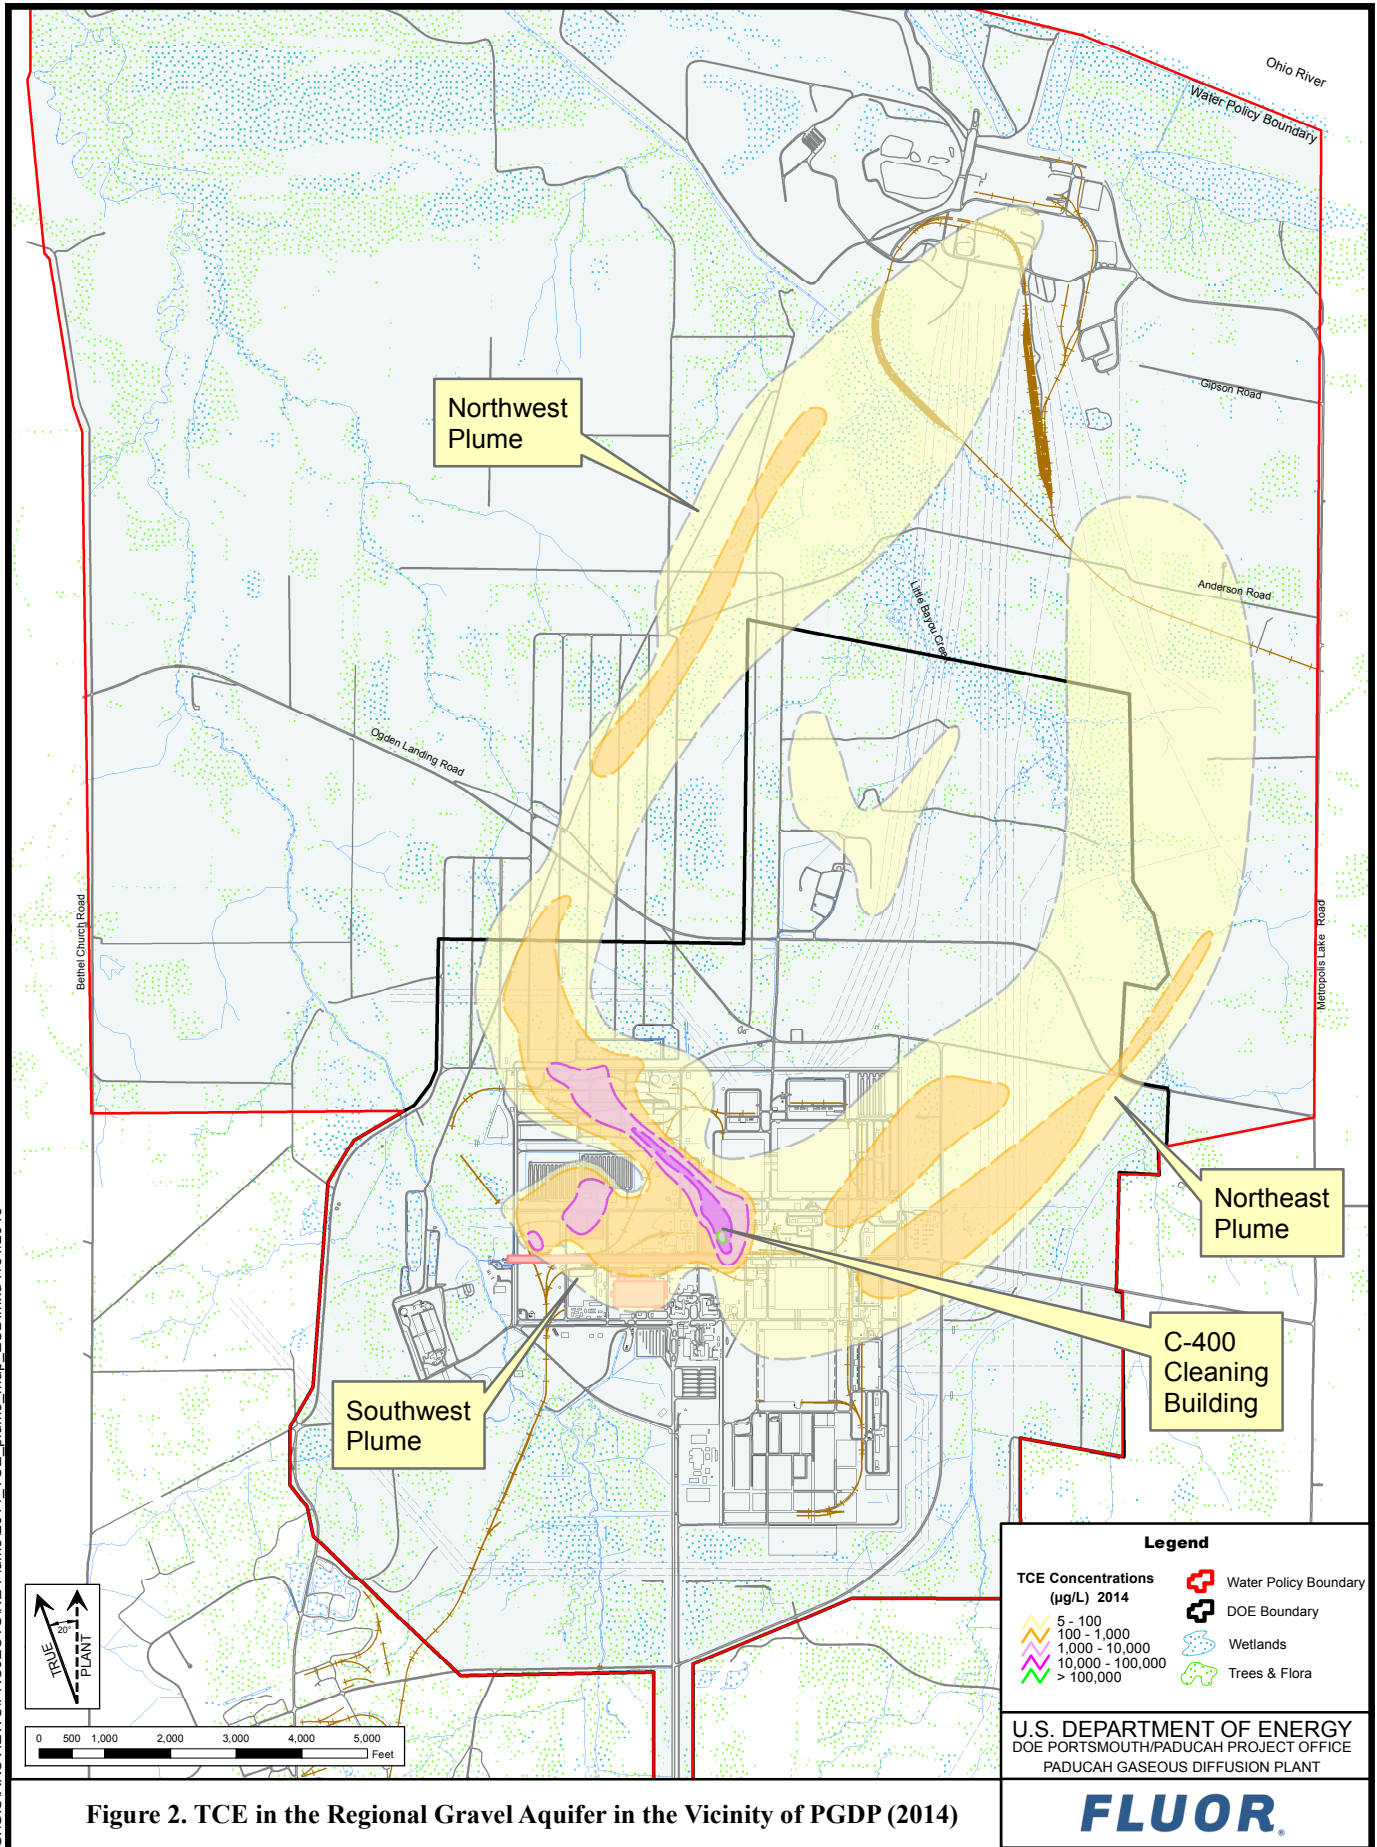 Ohio River
Water Policy Boundary
Northwest
Plume
Gipson Road
Anderson Road
Little Bayou Creek
Ogden Landing Road
Bethel Church Road
Metropolis Lake Road
Northeast
Plume
C-400
Cleaning
Building
Southwest
Plume
TRUE
20°
PLANT
0 500 1,000 2,000 3,000 4,000 5,000
Feet
Legend
TCE Concentrations
(µg/L) 2014
5 - 100
100 - 1,000
1,000 - 10,000
10,000 - 100,000
> 100,000
Water Policy Boundary
DOE Boundary
Wetlands
Trees & Flora
U.S. DEPARTMENT OF ENERGY
DOE PORTSMOUTH/PADUCAH PROJECT OFFICE
PADUCAH GASEOUS DIFFUSION PLANT
Figure 2. TCE in the Regional Gravel Aquifer in the Vicinity of PGDP (2014)
FLUOR®